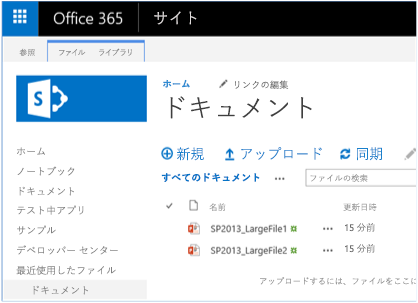 Office 365 サイト
参照 ファイル ライブラリ
S
ホーム リンクの編集
ドキュメント
新規 アップロード 同期
すべてのドキュメント ... ファイルの検索
名前 更新日時
SP2013_LargeFile1 ... 15 分前
SP2013_LargeFile2 ... 15 分前
アップロードするには、ファイルをここに
ホーム
ノートブック
ドキュメント
テスト中アプリ
サンプル
デベロッパー センター
最近使用したファイル
ドキュメント